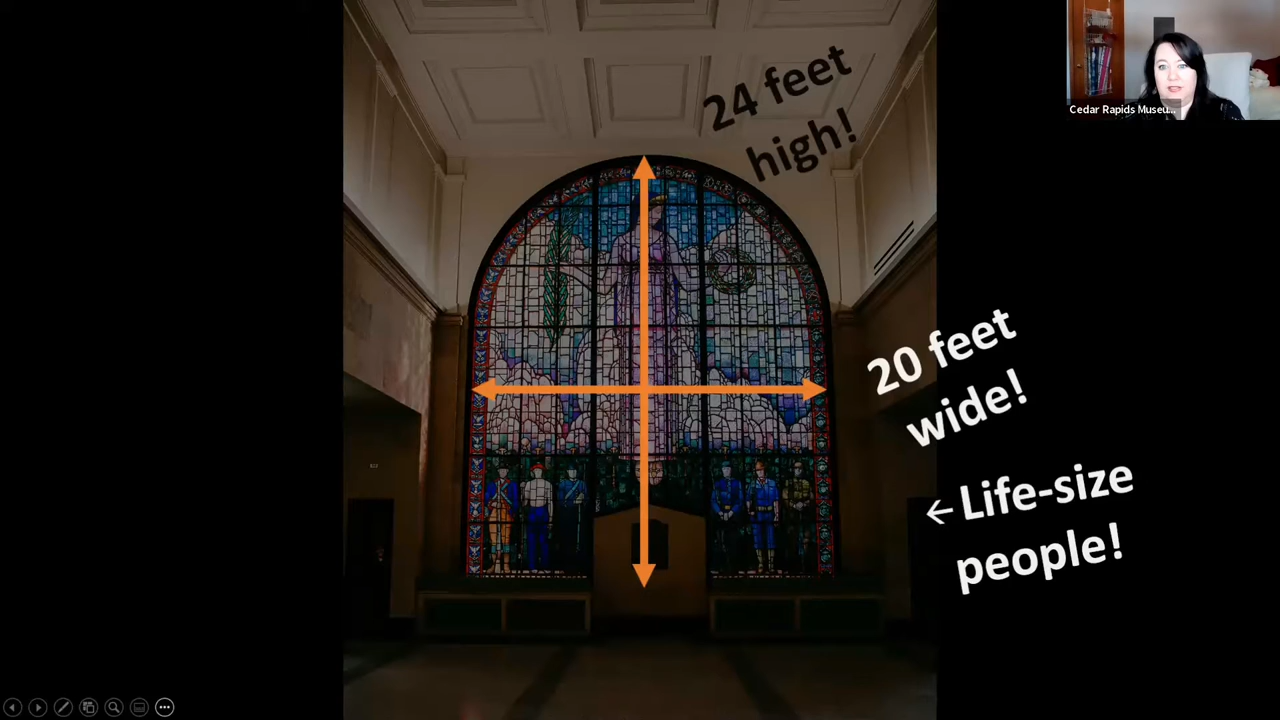 Cedar Rapids Museu...
24 feet
high!
20 feet
wide!
←Life-size
people!